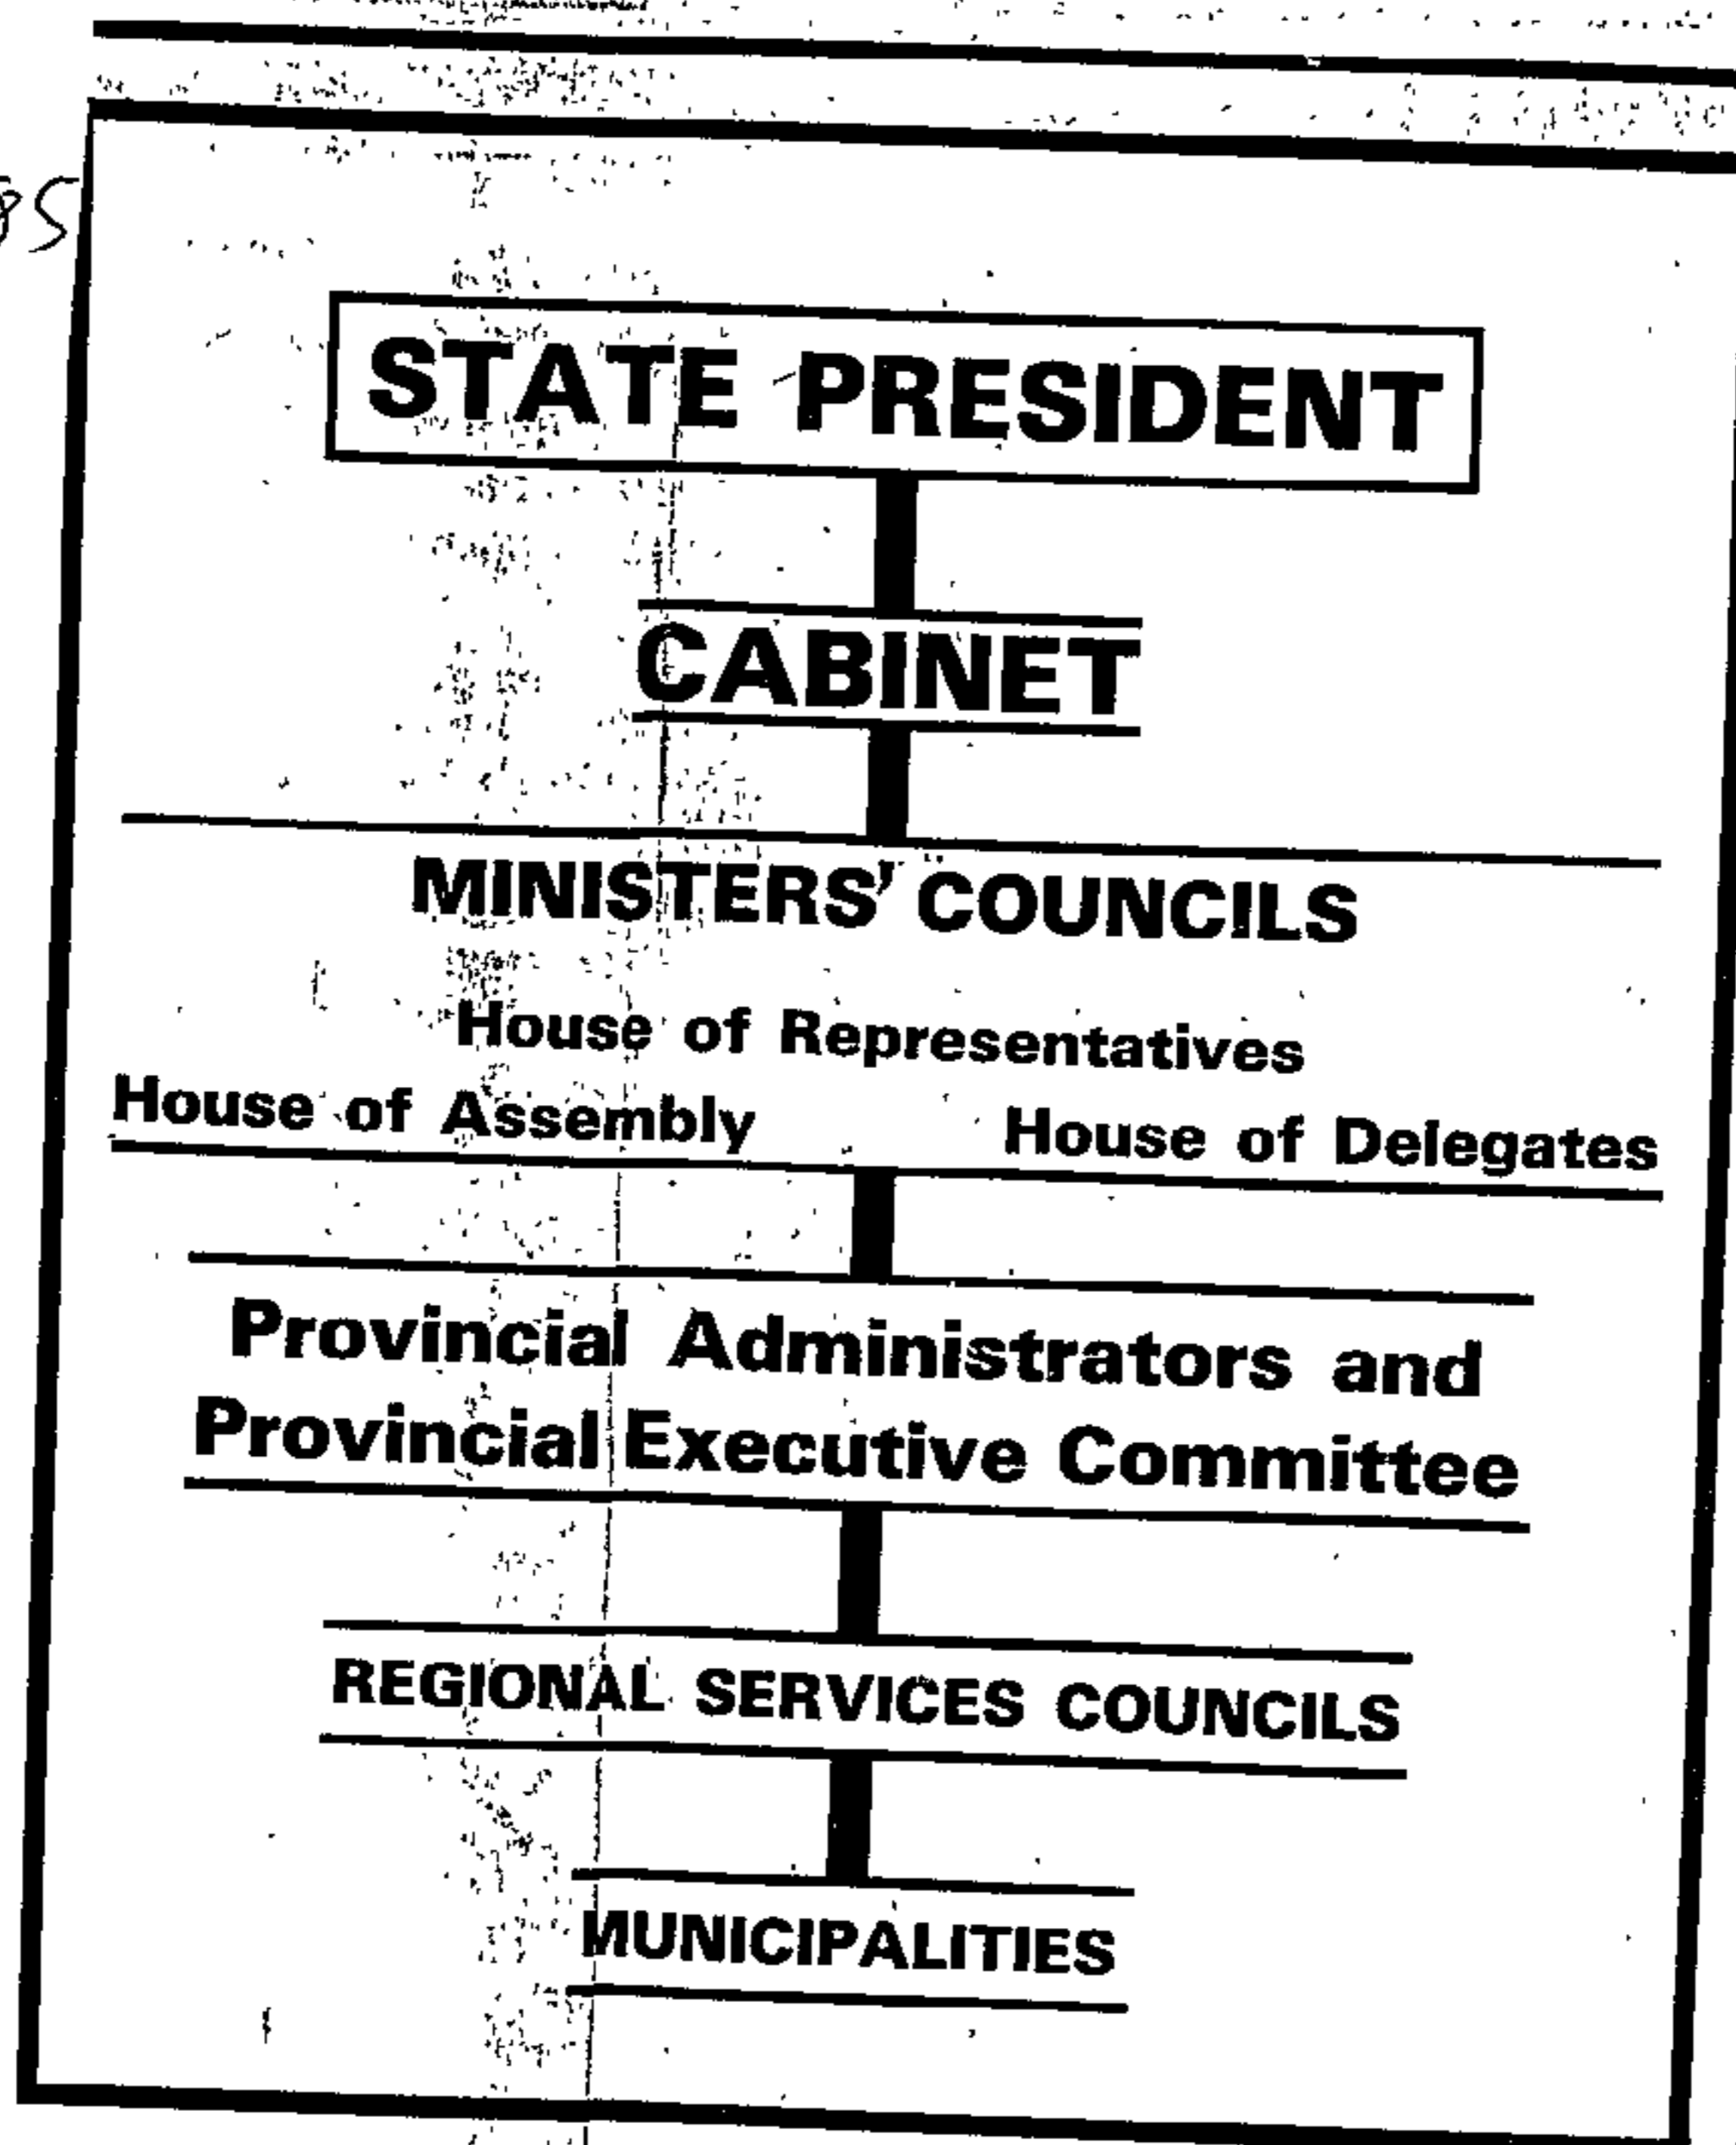 85
STATE PRESIDENT
CABINET
MINISTERS' COUNCILS
House of Representatives
House of Assembly House of Delegates
Provincial Administrators and
Provincial Executive Committee
REGIONAL SERVICES COUNCILS
MUNICIPALITIES